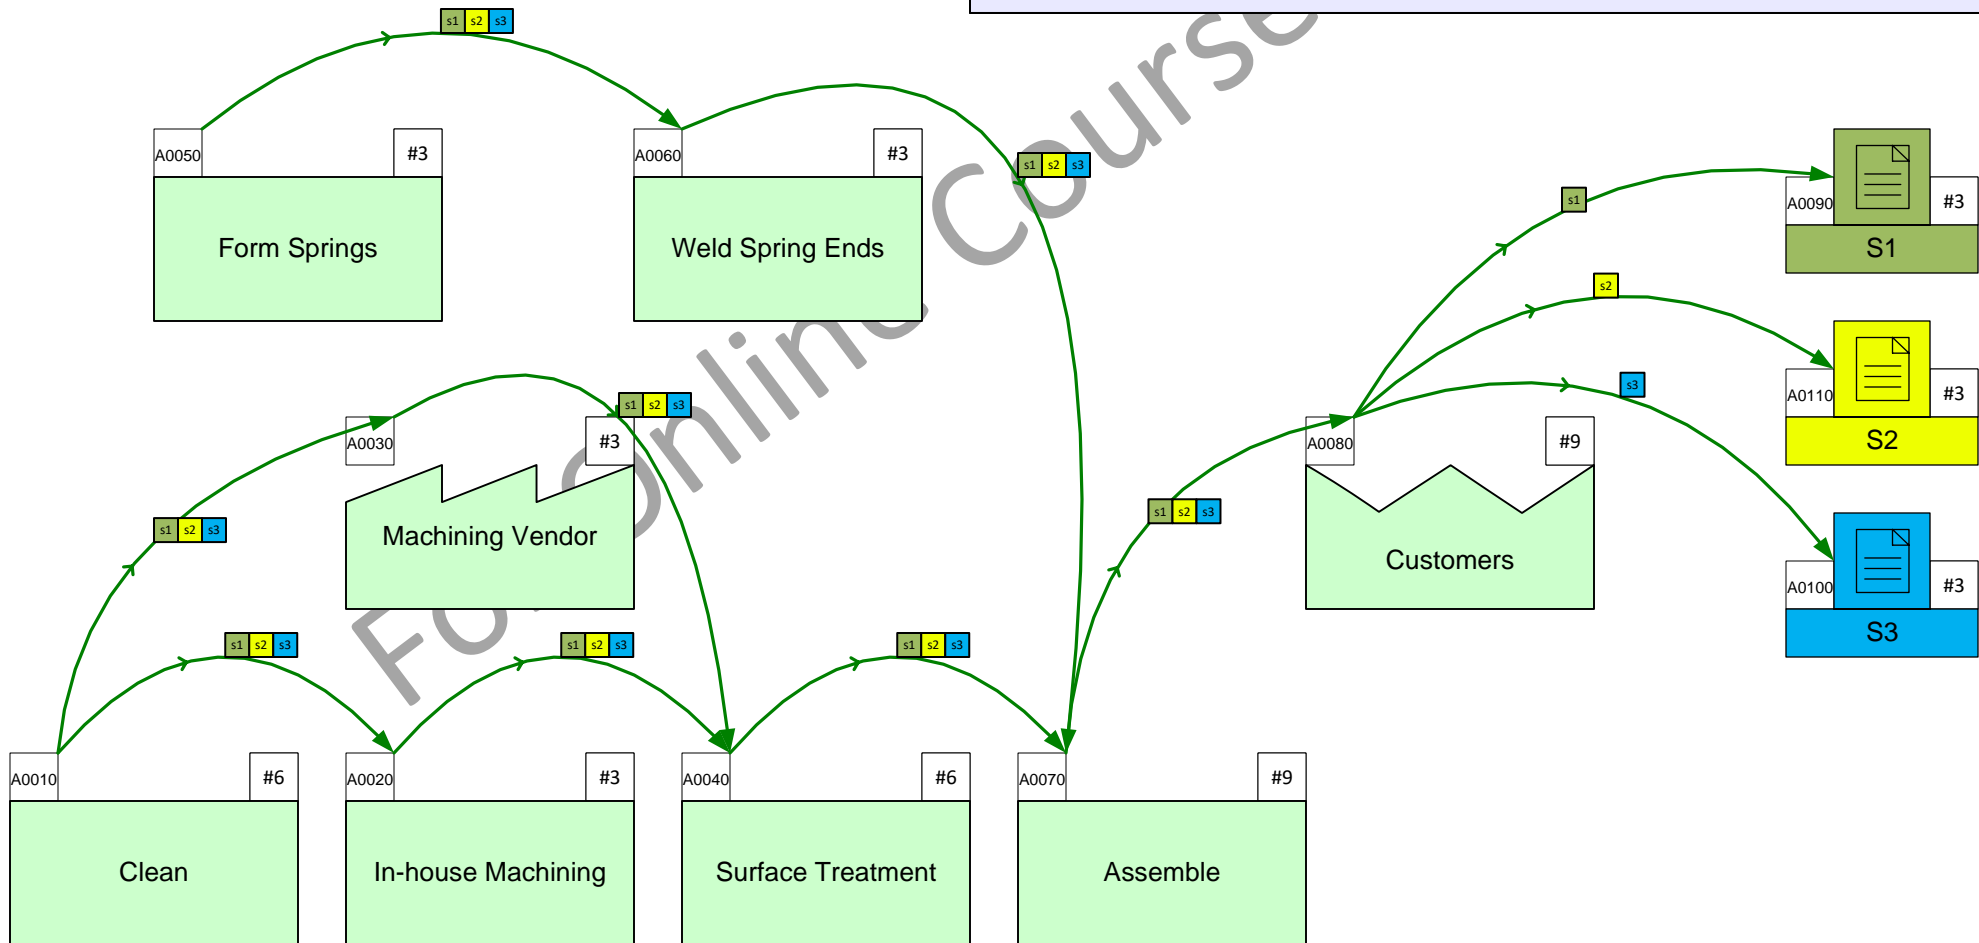 s1 s2 s3
A0050 #3
Form Springs
A0060 #3
Weld Spring Ends
s1 s2 s3
s1
A0090 #3
S1
s2
A0110 #3
S2
s3
A0100 #3
S3
s1 s2 s3
A0030 #3
Machining Vendor
s1 s2 s3
s1 s2 s3
A0080 #9
Customers
s1 s2 s3
s1 s2 s3
s1 s2 s3
A0010 #6
Clean
A0020 #3
In-house Machining
A0040 #6
Surface Treatment
A0070 #9
Assemble
For Online Course